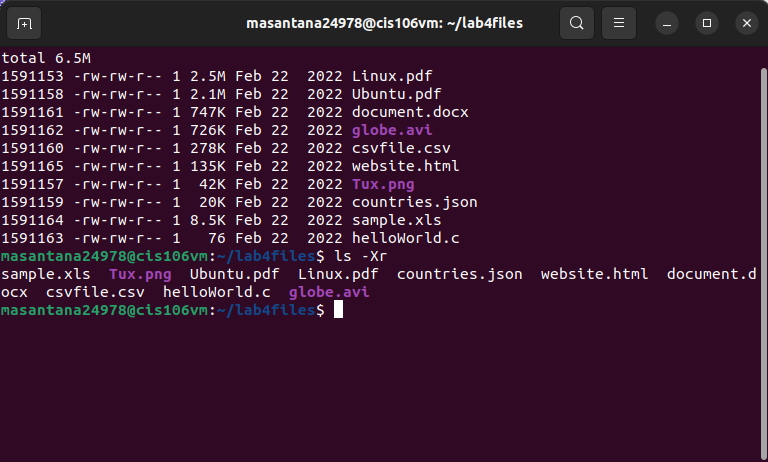 masantana24978@cis106vm: ~/lab4files
total 6.5M
1591153 -rw-rw-r-- 1 2.5M Feb 22  2022 Linux.pdf
1591158 -rw-rw-r-- 1 2.1M Feb 22  2022 Ubuntu.pdf
1591161 -rw-rw-r-- 1 747K Feb 22  2022 document.docx
1591162 -rw-rw-r-- 1 726K Feb 22  2022 globe.avi
1591160 -rw-rw-r-- 1 278K Feb 22  2022 csvfile.csv
1591165 -rw-rw-r-- 1 135K Feb 22  2022 website.html
1591157 -rw-rw-r-- 1  42K Feb 22  2022 Tux.png
1591159 -rw-rw-r-- 1  20K Feb 22  2022 countries.json
1591164 -rw-rw-r-- 1 8.5K Feb 22  2022 sample.xls
1591163 -rw-rw-r-- 1   76 Feb 22  2022 helloWorld.c
masantana24978@cis106vm:~/lab4files$ ls -Xr
sample.xls  Tux.png  Ubuntu.pdf  Linux.pdf  countries.json  website.html  document.d
ocx  csvfile.csv  helloWorld.c  globe.avi
masantana24978@cis106vm:~/lab4files$